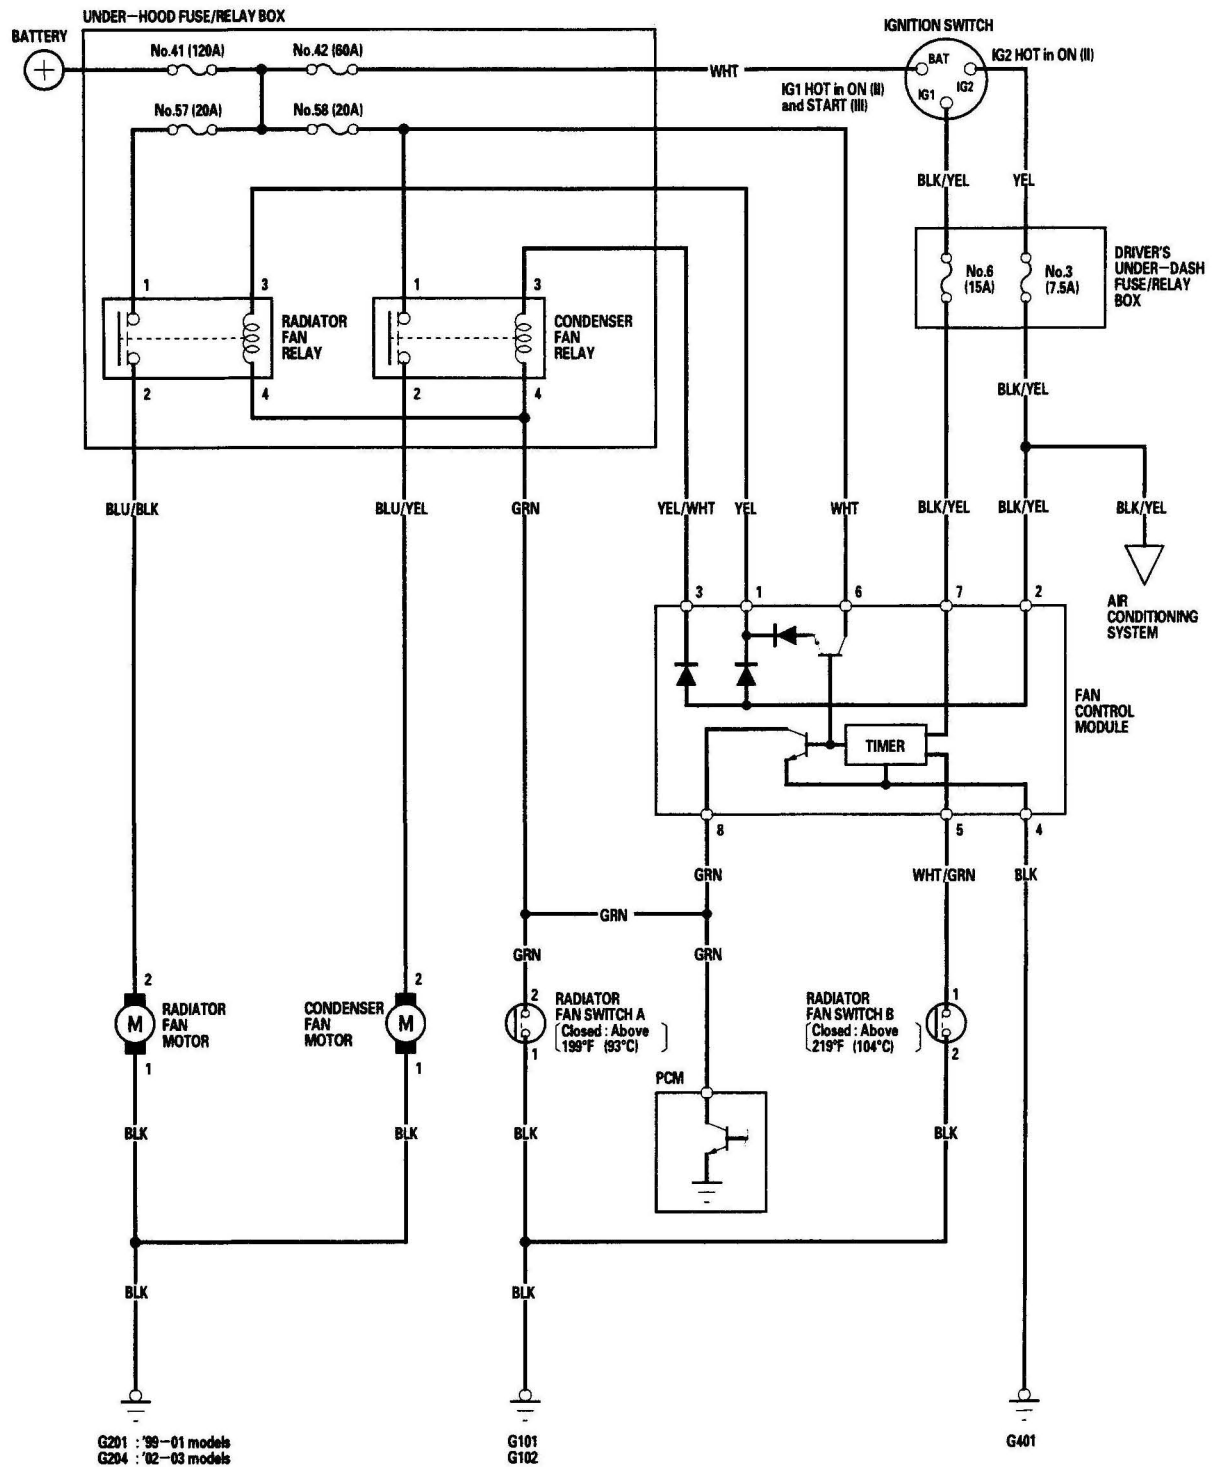 UNDER-HOOD FUSE/RELAY BOX
BATTERY
+
No.41 (120A)
No.42 (60A)
No.57 (20A)
No.58 (20A)
WHT
IGNITION SWITCH
BAT
IG1
IG2
IG2 HOT in ON (II)
IG1 HOT in ON (II)
and START (III)
BLK/YEL
YEL
DRIVER'S
UNDER-DASH
FUSE/RELAY
BOX
No.6
(15A)
No.3
(7.5A)
1
3
RADIATOR
FAN
RELAY
2
4
1
3
CONDENSER
FAN
RELAY
2
4
BLK/YEL
BLU/BLK
BLU/YEL
GRN
YEL/WHT
YEL
WHT
BLK/YEL
BLK/YEL
BLK/YEL
AIR
CONDITIONING
SYSTEM
3
1
6
7
2
FAN
CONTROL
MODULE
TIMER
8
5
4
GRN
WHT/GRN
BLK
GRN
GRN
GRN
2
RADIATOR
FAN
MOTOR
M
1
CONDENSER
FAN
MOTOR
2
M
1
2
RADIATOR
FAN SWITCH A
Closed : Above
199°F (93°C)
1
RADIATOR
FAN SWITCH B
Closed : Above
219°F (104°C)
1
2
PCM
BLK
BLK
BLK
BLK
BLK
BLK
G201 : '99-01 models
G204 : '02-03 models
G101
G102
G401